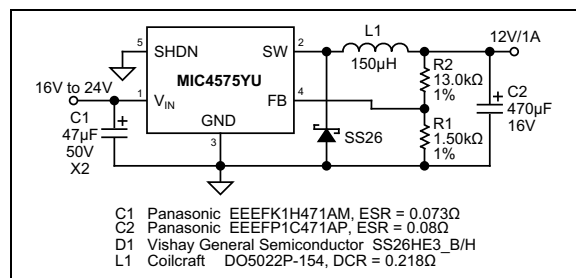 L1
150µH
12V/1A
5
SHDN
SW
2
MIC4575YU
16V to 24V
1
VIN
FB
4
GND
3
C1
47µF
50V
X2
+
SS26
R2
13.0kΩ
1%
R1
1.50kΩ
1%
+
C2
470µF
16V
C1 Panasonic EEEFK1H471AM, ESR = 0.073Ω
C2 Panasonic EEEFP1C471AP, ESR = 0.08Ω
D1 Vishay General Semiconductor SS26HE3_B/H
L1 Coilcraft DO5022P-154, DCR = 0.218Ω